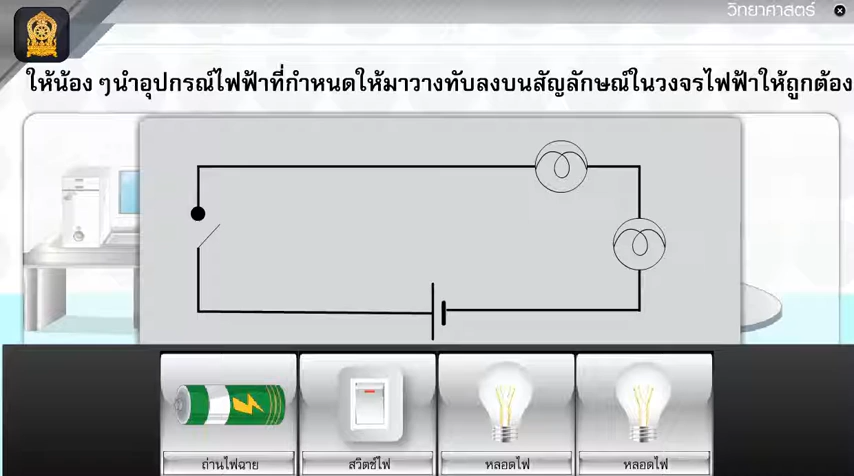 วิทยาศาสตร์
ให้น้อง ๆนำอุปกรณ์ไฟฟ้าที่กำหนดให้มาวางทับลงบนสัญลักษณ์ในวงจรไฟฟ้าให้ถูกต้อง
ถ่านไฟฉาย
สวิตช์ไฟ
หลอดไฟ
หลอดไฟ